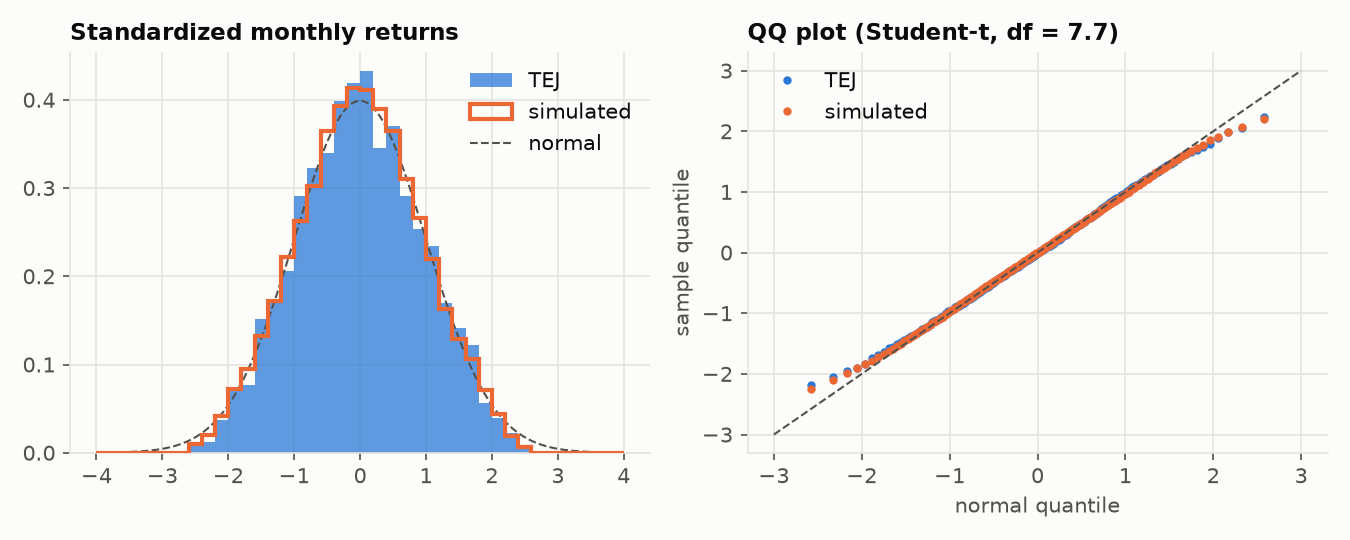 Standardized monthly returns
TEJ
simulated
normal
0.4
0.3
0.2
0.1
0.0
−4 −3 −2 −1 0 1 2 3 4
QQ plot (Student-t, df = 7.7)
TEJ
simulated
sample quantile
3
2
1
0
−1
−2
−3
−3 −2 −1 0 1 2 3
normal quantile